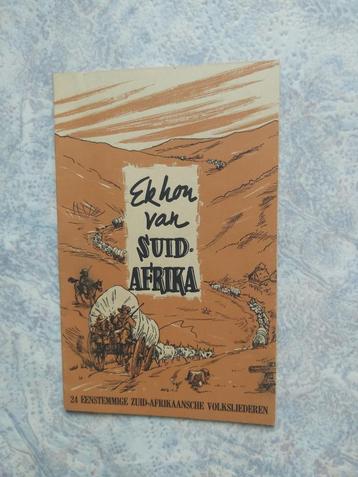 Ek hou
van
SUID-
AFRIKA
24 EENSTEMMIGE ZUID-AFRIKAANSCHE VOLKSLIEDEREN